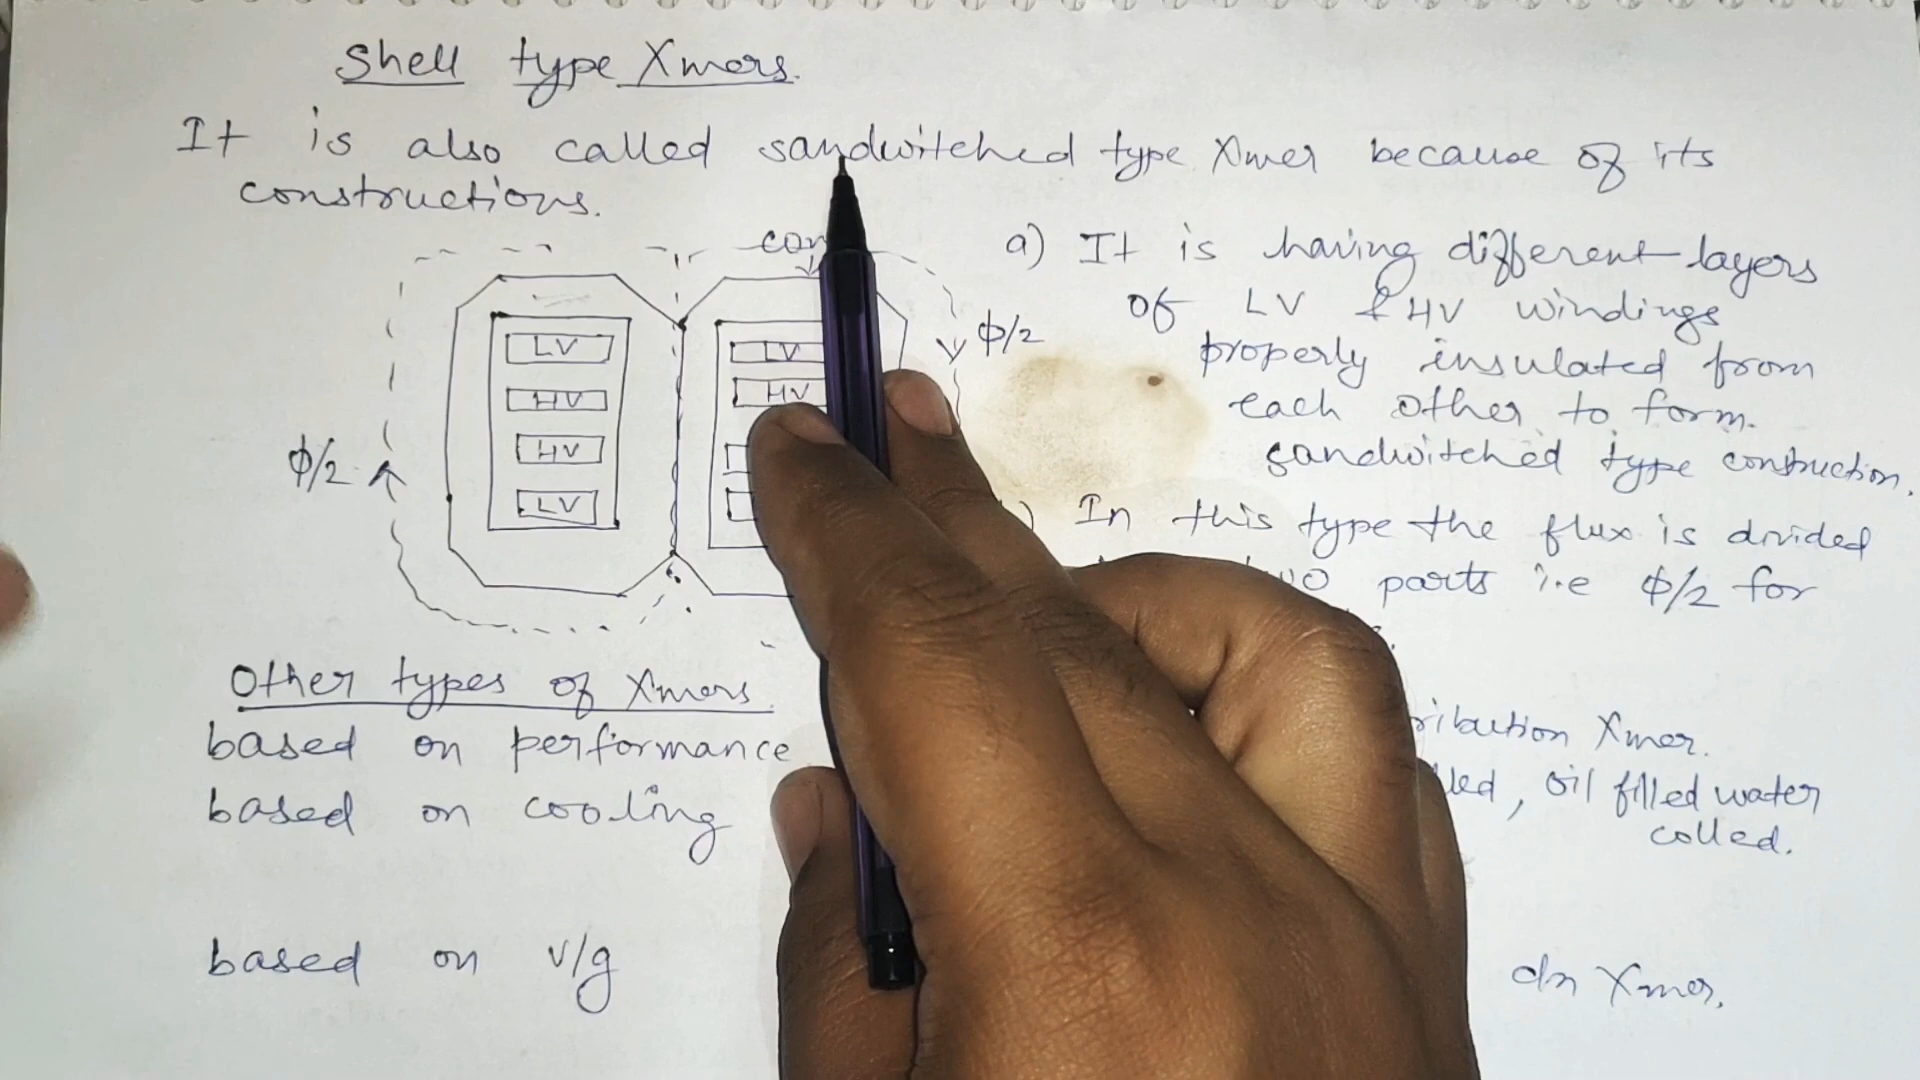 Shell type Xmers.
It is also called sandwitched type Xmer because of its
constructions.
a) It is having different layers
of LV & HV windings
properly insulated from
each other to form.
sandwitched type construction.
In this type the flux is divided
parts i.e ϕ/2 for
ϕ/2
ϕ/2
LV
HV
HV
LV
LV
HV
Other types of Xmers.
based on performance
Xmer.
based on cooling
, oil filled water
colled.
based on v/g
Xmer.